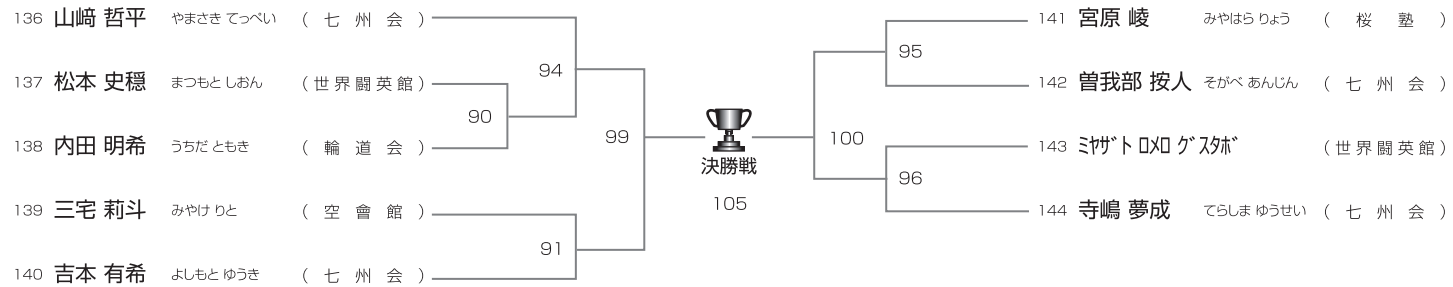 136 山﨑 哲平 やまさき てっぺい (七州会)
94
137 松本 史穏 まつもと しおん (世界闘英館)
90
138 内田 明希 うちだ ともき (輪道会)
99
139 三宅 莉斗 みやけ りと (空會館)
91
140 吉本 有希 よしもと ゆうき (七州会)
決勝戦
105
141 宮原 崚 みやはら りょう (桜塾)
95
142 曽我部 按人 そがべ あんじん (七州会)
100
143 ﾐﾔｻﾞﾄ ﾛﾒﾛ ｸﾞｽﾀﾎﾞ (世界闘英館)
96
144 寺嶋 夢成 てらしま ゆうせい (七州会)